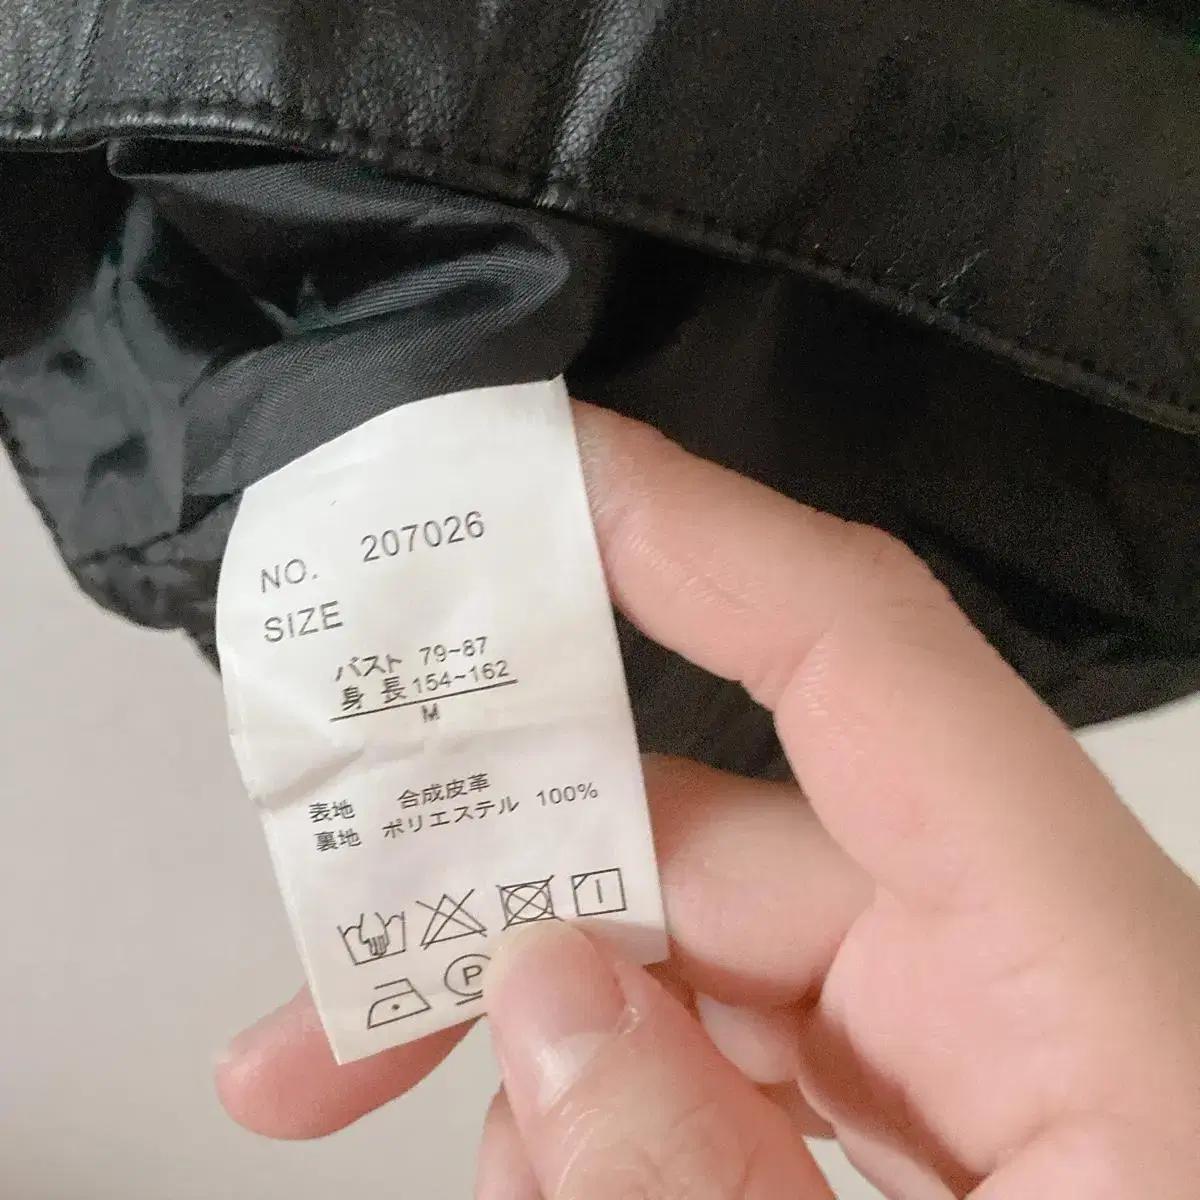 NO. 207026
SIZE
バスト 79~87
身長 154~162
M
表地 合成皮革
裏地 ポリエステル 100%
P